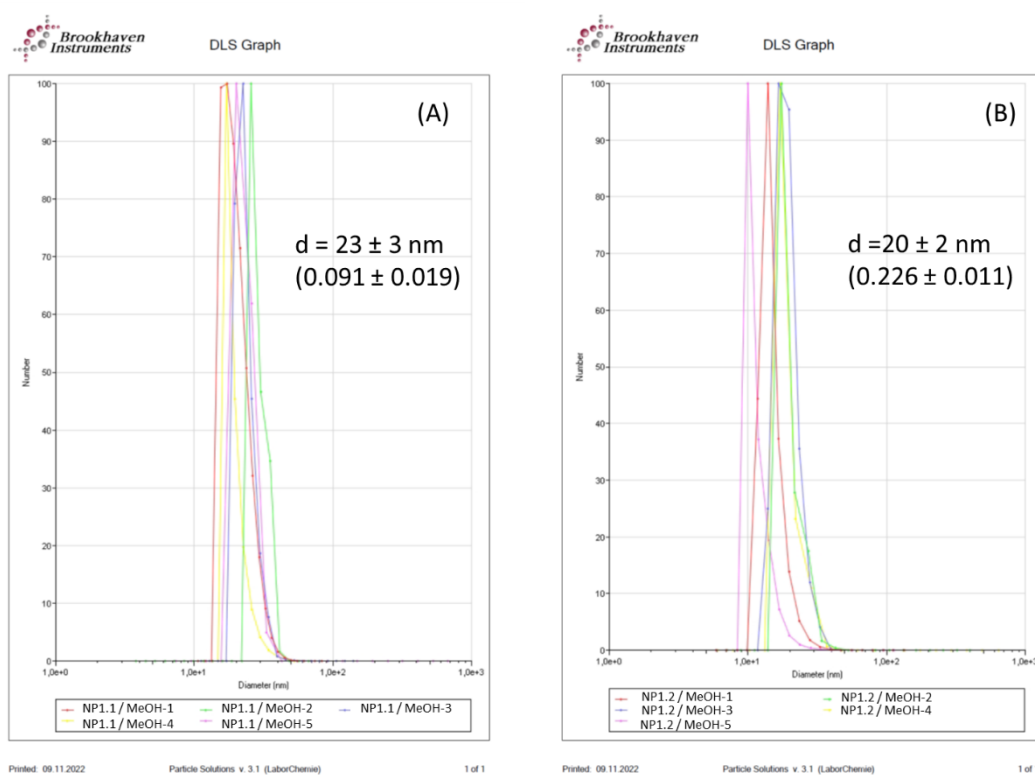 Brookhaven
Instruments
DLS Graph
(A)
d = 23 ± 3 nm
(0.091 ± 0.019)
100
90
80
70
60
50
40
30
20
10
0
Number
1,0e+0
1,0e+1
1,0e+2
1,0e+3
Diameter (nm)
NP1.1/MeOH-1
NP1.1/MeOH-2
NP1.1/MeOH-3
NP1.1/MeOH-4
NP1.1/MeOH-5
Printed: 09.11.2022
Particle Solutions v. 3.1 (LaborChemie)
1 of 1
Brookhaven
Instruments
DLS Graph
(B)
d =20 ± 2 nm
(0.226 ± 0.011)
100
90
80
70
60
50
40
30
20
10
0
Number
1,0e+0
1,0e+1
1,0e+2
1,0e+3
Diameter (nm)
NP1.2/MeOH-1
NP1.2/MeOH-2
NP1.2/MeOH-3
NP1.2/MeOH-4
NP1.2/MeOH-5
Printed: 09.11.2022
Particle Solutions v. 3.1 (LaborChemie)
1 of